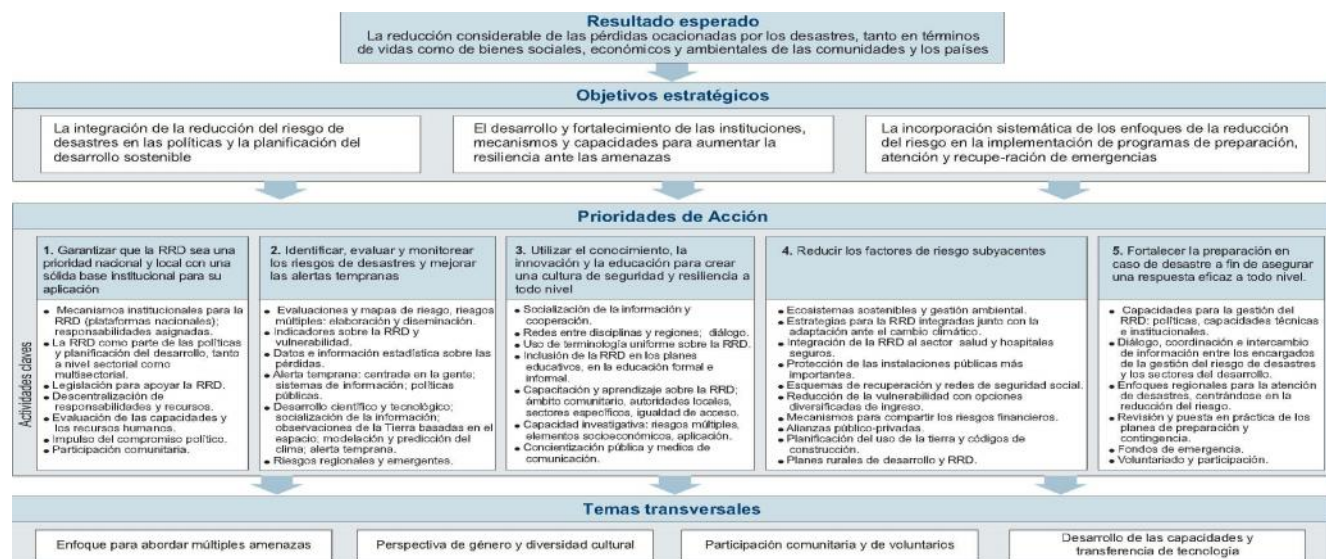 Resultado esperado
La reducción considerable de las pérdidas ocacionadas por los desastres, tanto en términos
de vidas como de bienes sociales, económicos y ambientales de las comunidades y los países
Objetivos estratégicos
La integración de la reducción del riesgo de
desastres en las políticas y la planificación del
desarrollo sostenible
El desarrollo y fortalecimiento de las instituciones,
mecanismos y capacidades para aumentar la
resiliencia ante las amenazas
La incorporación sistemática de los enfoques de la reducción
del riesgo en la implementación de programas de preparación,
atención y recupe-ración de emergencias
Prioridades de Acción
Actividades claves
1. Garantizar que la RRD sea una
prioridad nacional y local con una
sólida base institucional para su
aplicación
• Mecanismos institucionales para la
RRD (plataformas nacionales);
responsabilidades asignadas.
• La RRD como parte de las políticas
y planificación del desarrollo, tanto
a nivel sectorial como
multisectorial.
• Legislación para apoyar la RRD.
• Descentralización de
responsabilidades y recursos.
• Evaluación de las capacidades y
los recursos humanos.
• Impulso del compromiso político.
• Participación comunitaria.
2. Identificar, evaluar y monitorear
los riesgos de desastres y mejorar
las alertas tempranas
• Evaluaciones y mapas de riesgo, riesgos
múltiples: elaboración y diseminación.
• Indicadores sobre la RRD y
vulnerabilidad.
• Datos e información estadística sobre las
pérdidas.
• Alerta temprana: centrada en la gente;
sistemas de información; políticas
públicas.
• Desarrollo científico y tecnológico;
socialización de la información;
observaciones de la Tierra basadas en el
espacio; modelación y predicción del
clima; alerta temprana.
• Riesgos regionales y emergentes.
3. Utilizar el conocimiento, la
innovación y la educación para crear
una cultura de seguridad y resiliencia a
todo nivel
• Socialización de la información y
cooperación,
• Redes entre disciplinas y regiones; diálogo.
• Uso de terminología uniforme sobre la RRD.
• Inclusión de la RRD en los planes
educativos, en la educación formal e
informal.
• Capacitación y aprendizaje sobre la RRD;
ámbito comunitario, autoridades locales,
sectores específicos, igualdad de acceso.
• Capacidad investigativa: riesgos múltiples,
elementos socioeconómicos, aplicación.
• Concientización pública y medios de
comunicación.
4. Reducir los factores de riesgo subyacentes
• Ecosistemas sostenibles y gestión ambiental.
• Estrategias para la RRD integradas junto con la
adaptación ante el cambio climático.
• Integración de la RRD al sector salud y hospitales
seguros.
• Protección de las instalaciones públicas más
importantes.
• Esquemas de recuperación y redes de seguridad social.
• Reducción de la vulnerabilidad con opciones
diversificadas de ingreso.
• Mecanismos para compartir los riesgos financieros.
• Alianzas público-privadas.
• Planificación del uso de la tierra y códigos de
construcción.
• Planes rurales de desarrollo y RRD.
5. Fortalecer la preparación en
caso de desastre a fin de asegurar
una respuesta eficaz a todo nivel.
• Capacidades para la gestión del
RRD: políticas, capacidades técnicas
e institucionales.
• Diálogo, coordinación e intercambio
de información entre los encargados
de la gestión del riesgo de desastres
y los sectores del desarrollo.
• Enfoques regionales para la atención
de desastres, centrándose en la
reducción del riesgo.
• Revisión y puesta en práctica de los
planes de preparación y
contingencia.
• Fondos de emergencia.
• Voluntariado y participación.
Temas transversales
Enfoque para abordar múltiples amenazas
Perspectiva de género y diversidad cultural
Participación comunitaria y de voluntarios
Desarrollo de las capacidades y
transferencia de tecnología